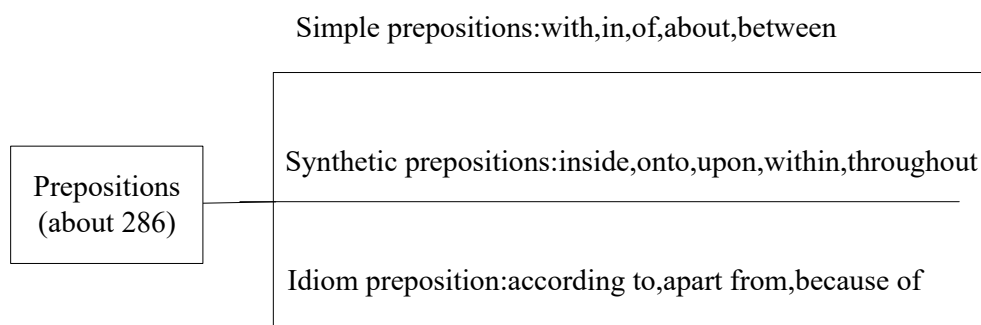 Simple prepositions:with,in,of,about,between
Synthetic prepositions:inside,onto,upon,within,throughout
Prepositions
(about 286)
Idiom preposition:according to,apart from,because of